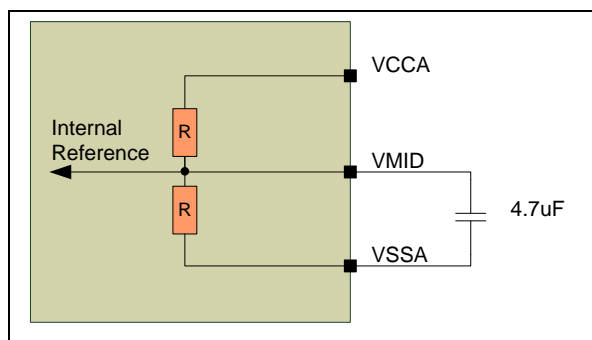 VCCA
R
Internal
Reference
VMID
R
4.7uF
VSSA